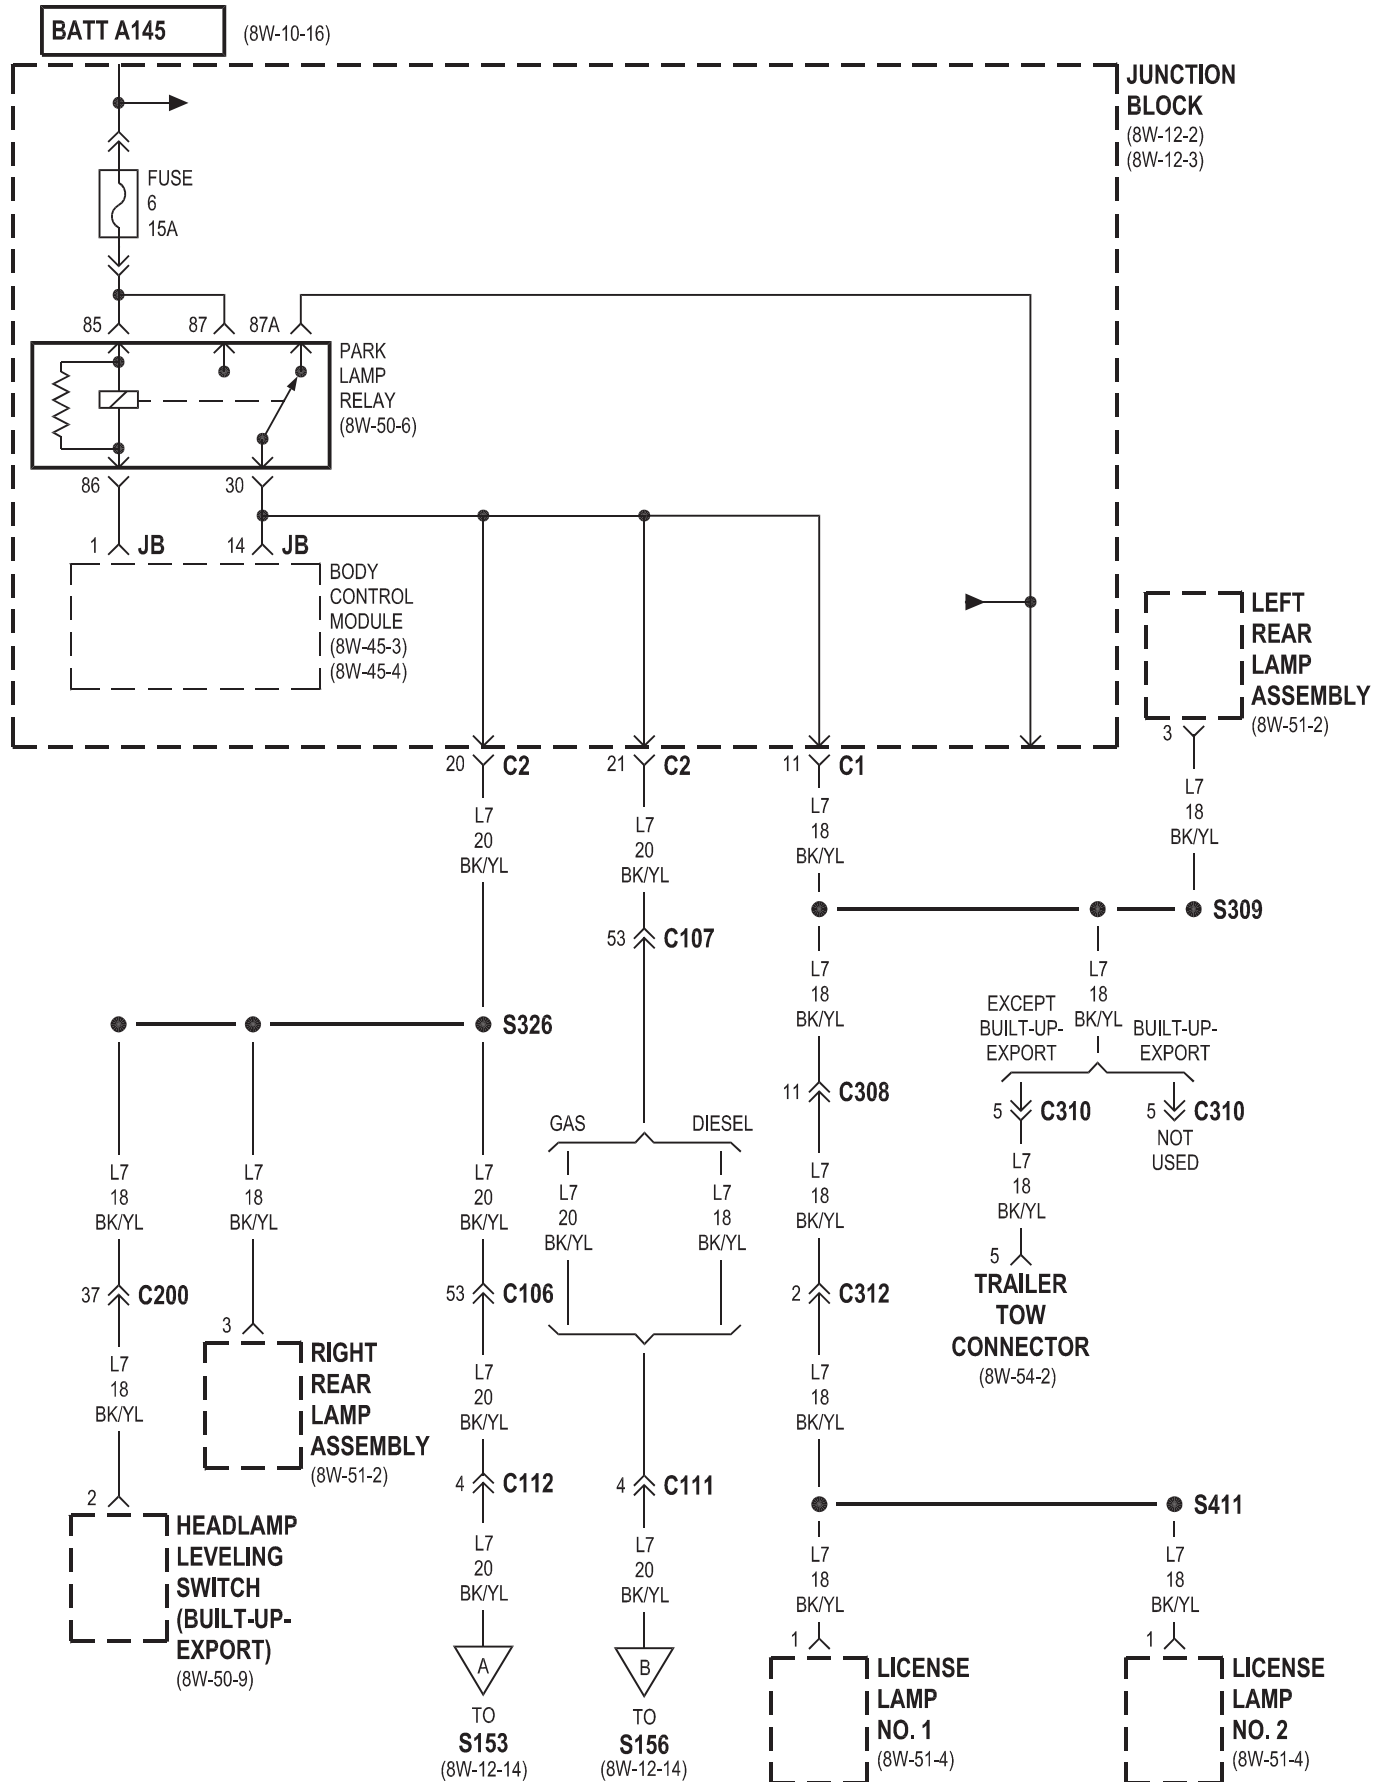 BATT A145
(8W-10-16)
JUNCTION
BLOCK
(8W-12-2)
(8W-12-3)
FUSE
6
15A
85
87
87A
PARK
LAMP
RELAY
(8W-50-6)
86
30
1
JB
14
JB
BODY
CONTROL
MODULE
(8W-45-3)
(8W-45-4)
LEFT
REAR
LAMP
ASSEMBLY
(8W-51-2)
3
20
C2
21
C2
11
C1
L7
18
BK/YL
L7
20
BK/YL
L7
20
BK/YL
L7
18
BK/YL
S309
53
C107
L7
18
BK/YL
L7
18
BK/YL
EXCEPT
BUILT-UP-
EXPORT
BUILT-UP-
EXPORT
S326
11
C308
5
C310
5
C310
NOT
USED
GAS
DIESEL
L7
18
BK/YL
L7
18
BK/YL
L7
20
BK/YL
L7
20
BK/YL
L7
18
BK/YL
L7
18
BK/YL
L7
18
BK/YL
5
TRAILER
TOW
CONNECTOR
(8W-54-2)
37
C200
53
C106
2
C312
3
RIGHT
REAR
LAMP
ASSEMBLY
(8W-51-2)
L7
18
BK/YL
L7
20
BK/YL
L7
18
BK/YL
4
C112
4
C111
2
HEADLAMP
LEVELING
SWITCH
(BUILT-UP-
EXPORT)
(8W-50-9)
S411
L7
20
BK/YL
L7
20
BK/YL
L7
18
BK/YL
L7
18
BK/YL
A
TO
S153
(8W-12-14)
B
TO
S156
(8W-12-14)
1
LICENSE
LAMP
NO. 1
(8W-51-4)
1
LICENSE
LAMP
NO. 2
(8W-51-4)